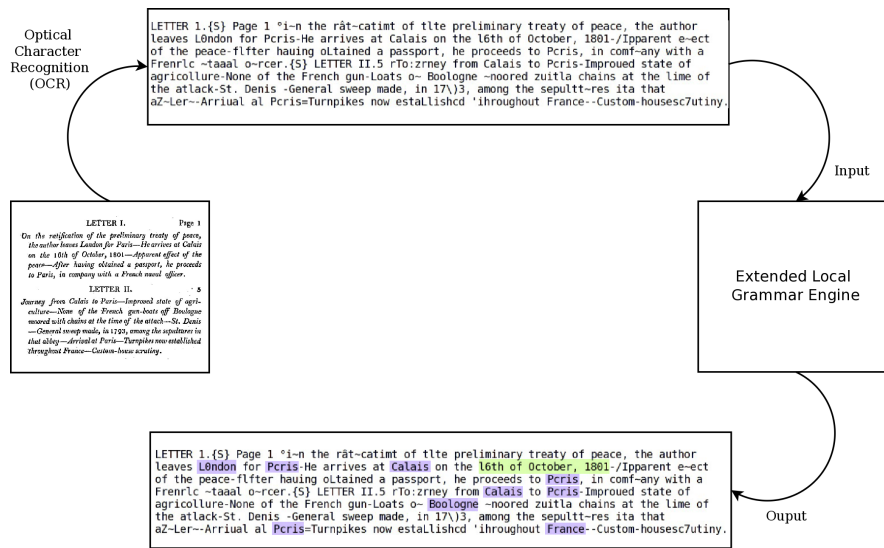 Optical
Character
Recognition
(OCR)
LETTER 1.{S} Page 1 °i~n the rât~catimt of tlte preliminary treaty of peace, the author
leaves L0ndon for Pcris-He arrives at Calais on the l6th of October, 1801-/Ipparent e~ect
of the peace-flfter hauing oLtained a passport, he proceeds to Pcris, in comf~any with a
Frenrlc ~taaal o~rcer.{S} LETTER II.5 rTo:zrney from Calais to Pcris-Improued state of
agricollure-None of the French gun-Loats o~ Boologne ~noored zuitla chains at the lime of
the atlack-St. Denis -General sweep made, in 17\)3, among the sepultt~res ita that
aZ~Ler~-Arriual al Pcris=Turnpikes now estaLlishcd 'ihroughout France--Custom-housesc7utiny.
Input
LETTER I. Page 1
On the ratification of the preliminary treaty of peace,
the author leaves London for Paris—He arrives at Calais
on the 16th of October, 1801—Apparent effect of the
peace—After having obtained a passport, he proceeds
to Paris, in company with a French naval officer.
LETTER II. 5
Journey from Calais to Paris—Improved state of agri-
culture—None of the French gun-boats off Boulogne
moored with chains at the time of the attack—St. Denis
—General sweep made, in 1793, among the sepultures in
that abbey—Arrival at Paris—Turnpikes now established
throughout France—Custom-house scrutiny.
Extended Local
Grammar Engine
LETTER 1.{S} Page 1 °i~n the rât~catimt of tlte preliminary treaty of peace, the author
leaves L0ndon for Pcris-He arrives at Calais on the l6th of October, 1801-/Ipparent e~ect
of the peace-flfter hauing oLtained a passport, he proceeds to Pcris, in comf~any with a
Frenrlc ~taaal o~rcer.{S} LETTER II.5 rTo:zrney from Calais to Pcris-Improued state of
agricollure-None of the French gun-Loats o~ Boologne ~noored zuitla chains at the lime of
the atlack-St. Denis -General sweep made, in 17\)3, among the sepultt~res ita that
aZ~Ler~-Arriual al Pcris=Turnpikes now estaLlishcd 'ihroughout France--Custom-housesc7utiny.
Ouput